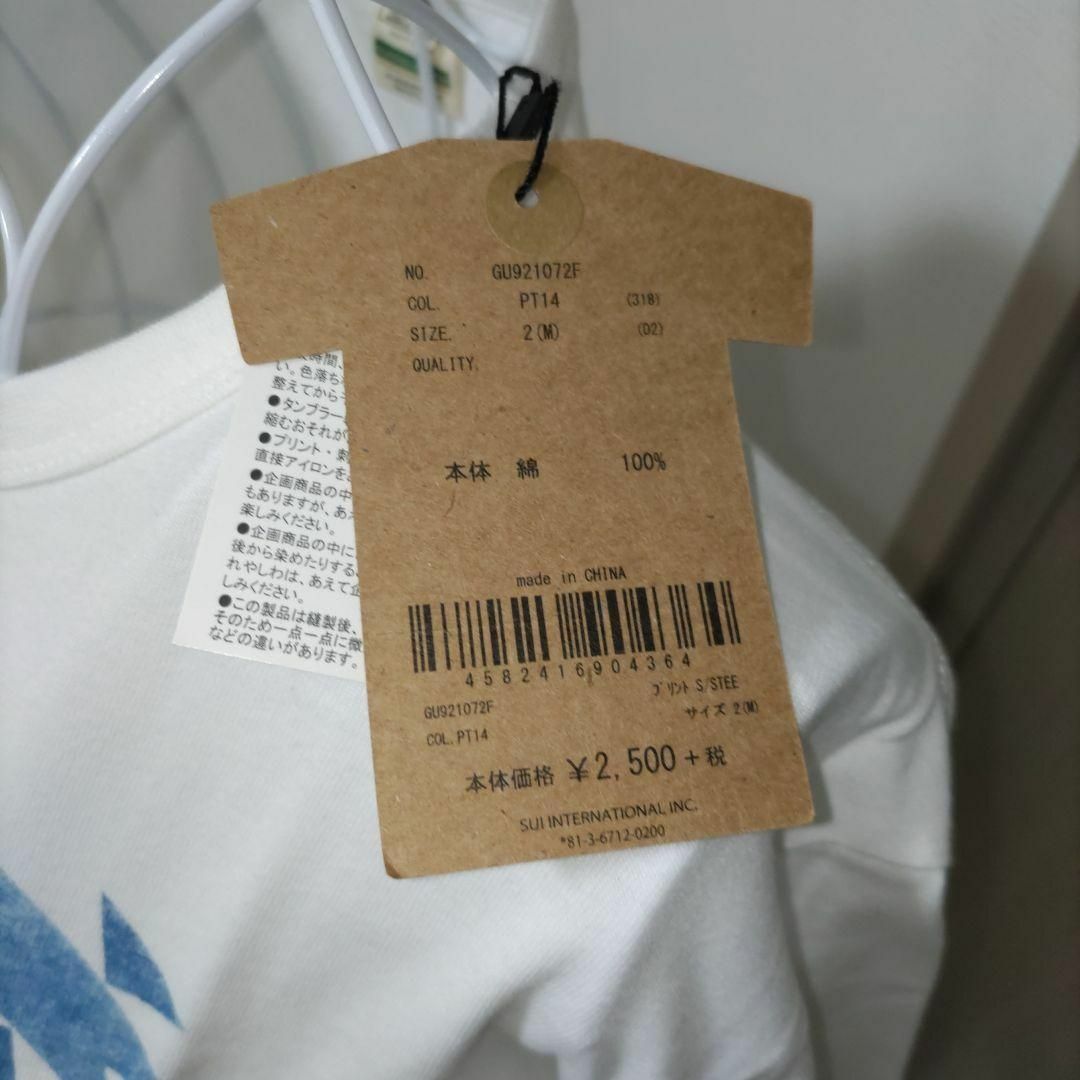 NO. GU921072F
COL. PT14 (318)
SIZE. 2(M) (02)
QUALITY.
本体 綿 100%
made in CHINA
4582416904364
GU921072F プリント S/STEE
COL.PT14 サイズ 2(M)
本体価格 ¥2,500+税
SUI INTERNATIONAL INC.
*81-3-6712-0200
時間、
い。色落ち
整えてから
●タンブラー
縮むおそれが
●プリント・刺
直接アイロンを
●企画商品の中
もありますが、あえ
楽しみください。
●企画商品の中に
後から染めたりする
れやしわは、あえて企
しみください。
●この製品は縫製後、
そのため一点一点に微
などの違いがあります。